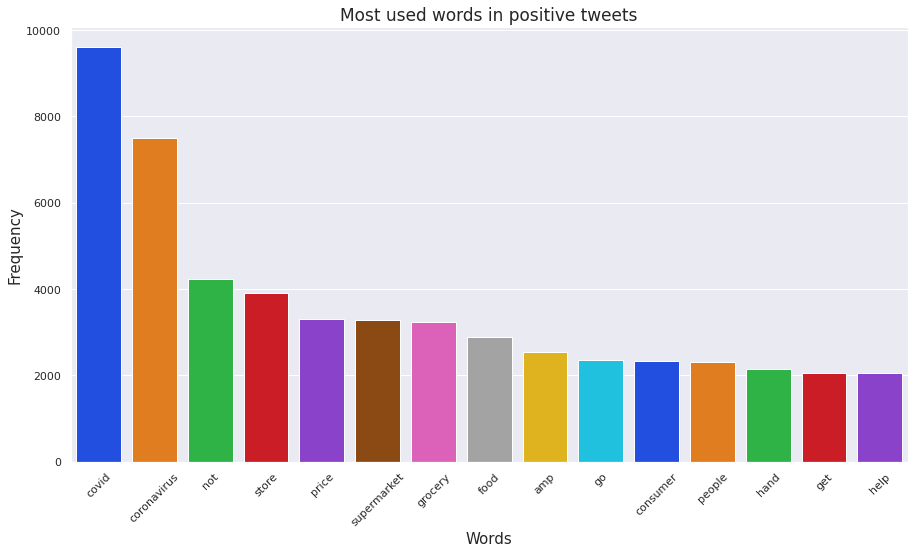 Most used words in positive tweets
Frequency
10000
8000
6000
4000
2000
0
covid
coronavirus
not
store
price
supermarket
grocery
food
amp
go
consumer
people
hand
get
help
Words